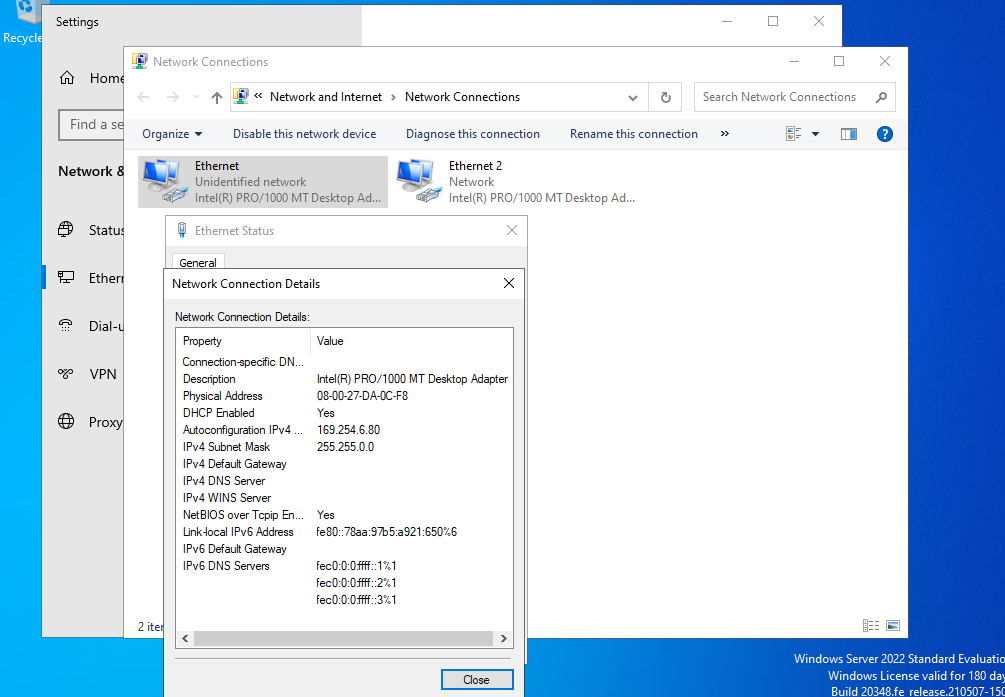 Recycle
Settings
Home
Find a se
Network &
Status
Ethern
Dial-u
VPN
Proxy
Network Connections
« Network and Internet › Network Connections
Search Network Connections
Organize
Disable this network device
Diagnose this connection
Rename this connection
»
Ethernet
Unidentified network
Intel(R) PRO/1000 MT Desktop Ad...
Ethernet 2
Network
Intel(R) PRO/1000 MT Desktop Ad...
Ethernet Status
General
Network Connection Details
Network Connection Details:
Property Value
Connection-specific DN...
Description Intel(R) PRO/1000 MT Desktop Adapter
Physical Address 08-00-27-DA-0C-F8
DHCP Enabled Yes
Autoconfiguration IPv4 ... 169.254.6.80
IPv4 Subnet Mask 255.255.0.0
IPv4 Default Gateway
IPv4 DNS Server
IPv4 WINS Server
NetBIOS over Tcpip En... Yes
Link-local IPv6 Address fe80::78aa:97b5:a921:650%6
IPv6 Default Gateway
IPv6 DNS Servers fec0:0:0:ffff::1%1
fec0:0:0:ffff::2%1
fec0:0:0:ffff::3%1
Close
2 iter
Windows Server 2022 Standard Evaluatio
Windows License valid for 180 da
Build 20348.fe_release.210507-150